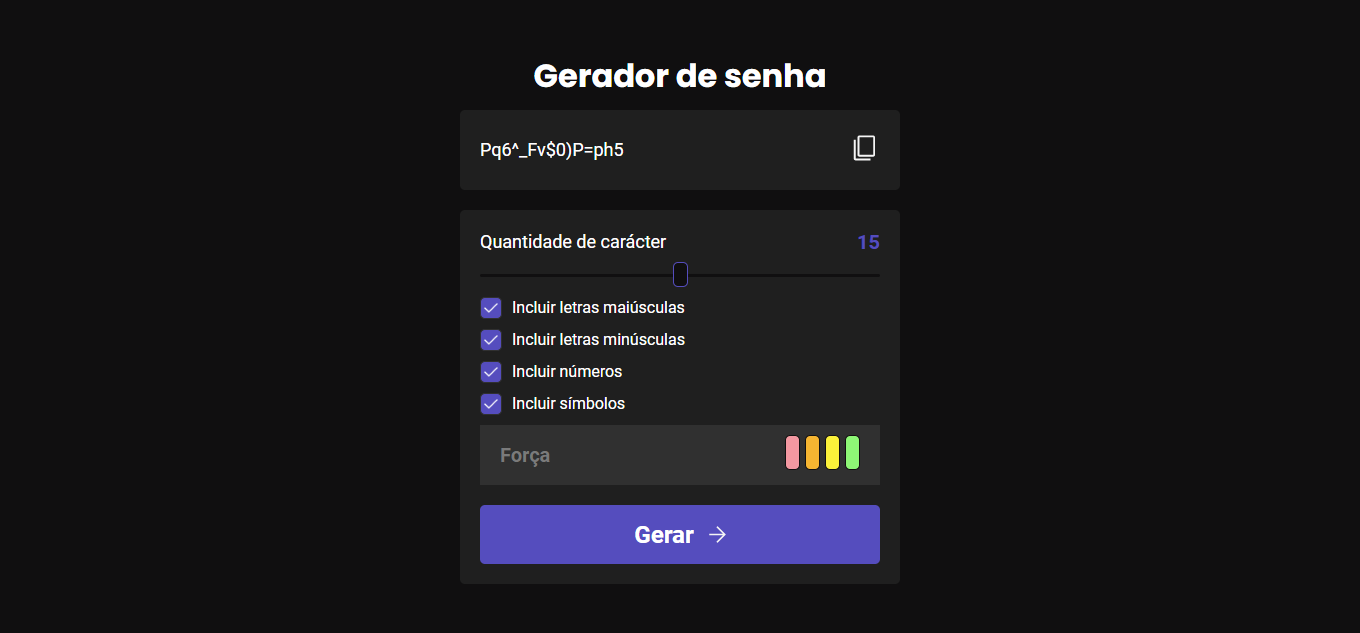 Gerador de senha
Pq6^_Fv$0)P=ph5
Quantidade de carácter 15
Incluir letras maiúsculas
Incluir letras minúsculas
Incluir números
Incluir símbolos
Força
Gerar